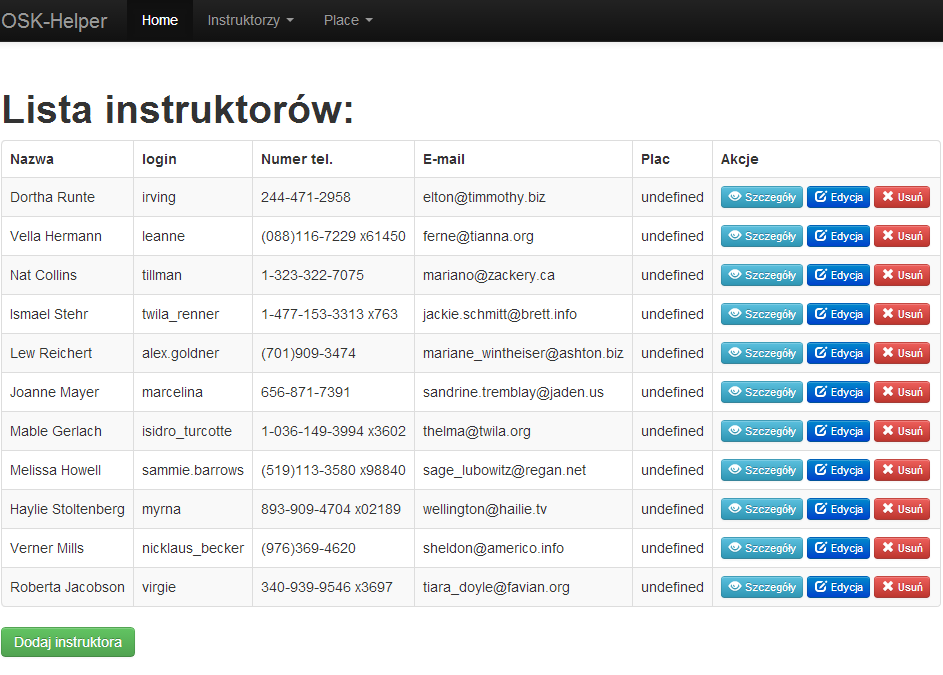 OSK-Helper Home Instruktorzy Place
Lista instruktorów:
Nazwa login Numer tel. E-mail Plac Akcje
Dortha Runte irving 244-471-2958 elton@timmothy.biz undefined Szczegóły Edycja Usuń
Vella Hermann leanne (088)116-7229 x61450 ferne@tianna.org undefined Szczegóły Edycja Usuń
Nat Collins tillman 1-323-322-7075 mariano@zackery.ca undefined Szczegóły Edycja Usuń
Ismael Stehr twila_renner 1-477-153-3313 x763 jackie.schmitt@brett.info undefined Szczegóły Edycja Usuń
Lew Reichert alex.goldner (701)909-3474 mariane_wintheiser@ashton.biz undefined Szczegóły Edycja Usuń
Joanne Mayer marcelina 656-871-7391 sandrine.tremblay@jaden.us undefined Szczegóły Edycja Usuń
Mable Gerlach isidro_turcotte 1-036-149-3994 x3602 thelma@twila.org undefined Szczegóły Edycja Usuń
Melissa Howell sammie.barrows (519)113-3580 x98840 sage_lubowitz@regan.net undefined Szczegóły Edycja Usuń
Haylie Stoltenberg myrna 893-909-4704 x02189 wellington@hailie.tv undefined Szczegóły Edycja Usuń
Verner Mills nicklaus_becker (976)369-4620 sheldon@americo.info undefined Szczegóły Edycja Usuń
Roberta Jacobson virgie 340-939-9546 x3697 tiara_doyle@favian.org undefined Szczegóły Edycja Usuń
Dodaj instruktora